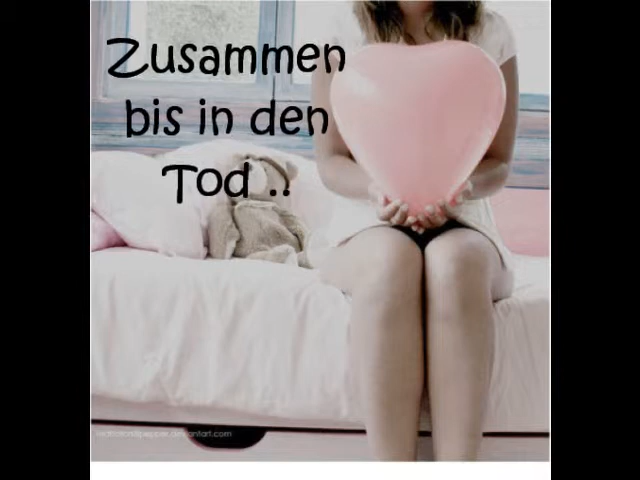 Zusammen
bis in den
Tod ..